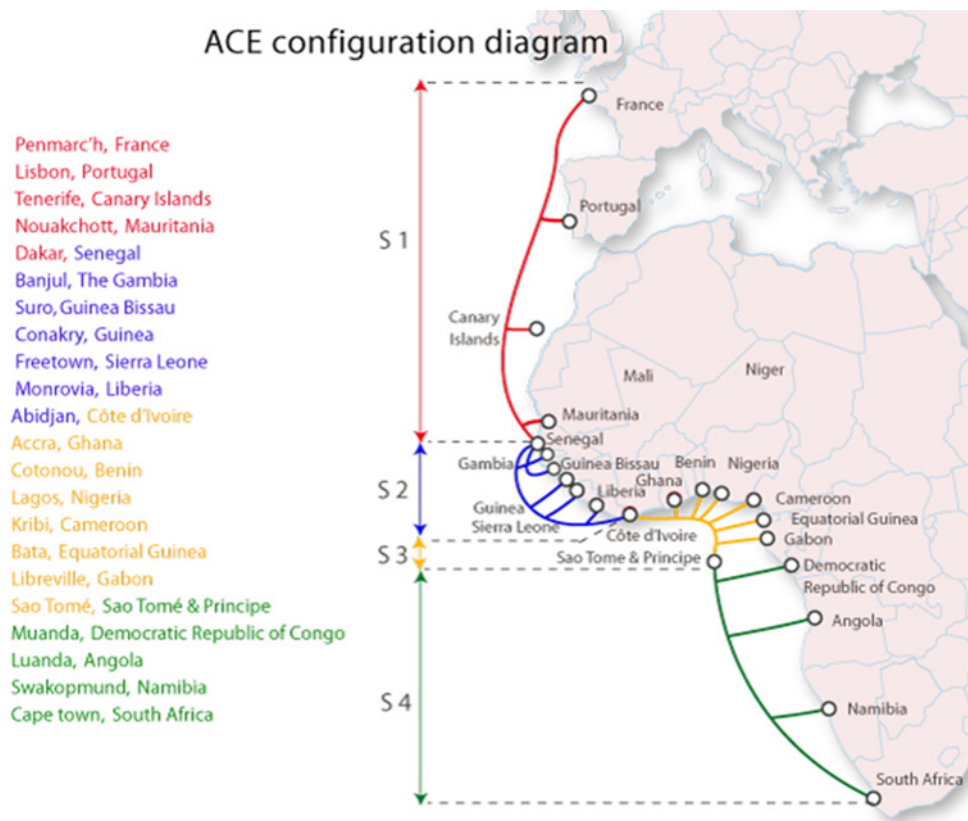 ACE configuration diagram
Penmarc'h, France
Lisbon, Portugal
Tenerife, Canary Islands
Nouakchott, Mauritania
Dakar, Senegal
Banjul, The Gambia
Suro, Guinea Bissau
Conakry, Guinea
Freetown, Sierra Leone
Monrovia, Liberia
Abidjan, Côte d'Ivoire
Accra, Ghana
Cotonou, Benin
Lagos, Nigeria
Kribi, Cameroon
Bata, Equatorial Guinea
Libreville, Gabon
Sao Tomé, Sao Tomé & Principe
Muanda, Democratic Republic of Congo
Luanda, Angola
Swakopmund, Namibia
Cape town, South Africa
S 1
S 2
S 3
S 4
France
Portugal
Canary
Islands
Mali
Niger
Mauritania
Senegal
Gambia
Guinea Bissau
Guinea
Sierra Leone
Liberia
Côte d'Ivoire
Ghana
Benin
Nigeria
Cameroon
Equatorial Guinea
Gabon
Sao Tome & Principe
Democratic
Republic of Congo
Angola
Namibia
South Africa